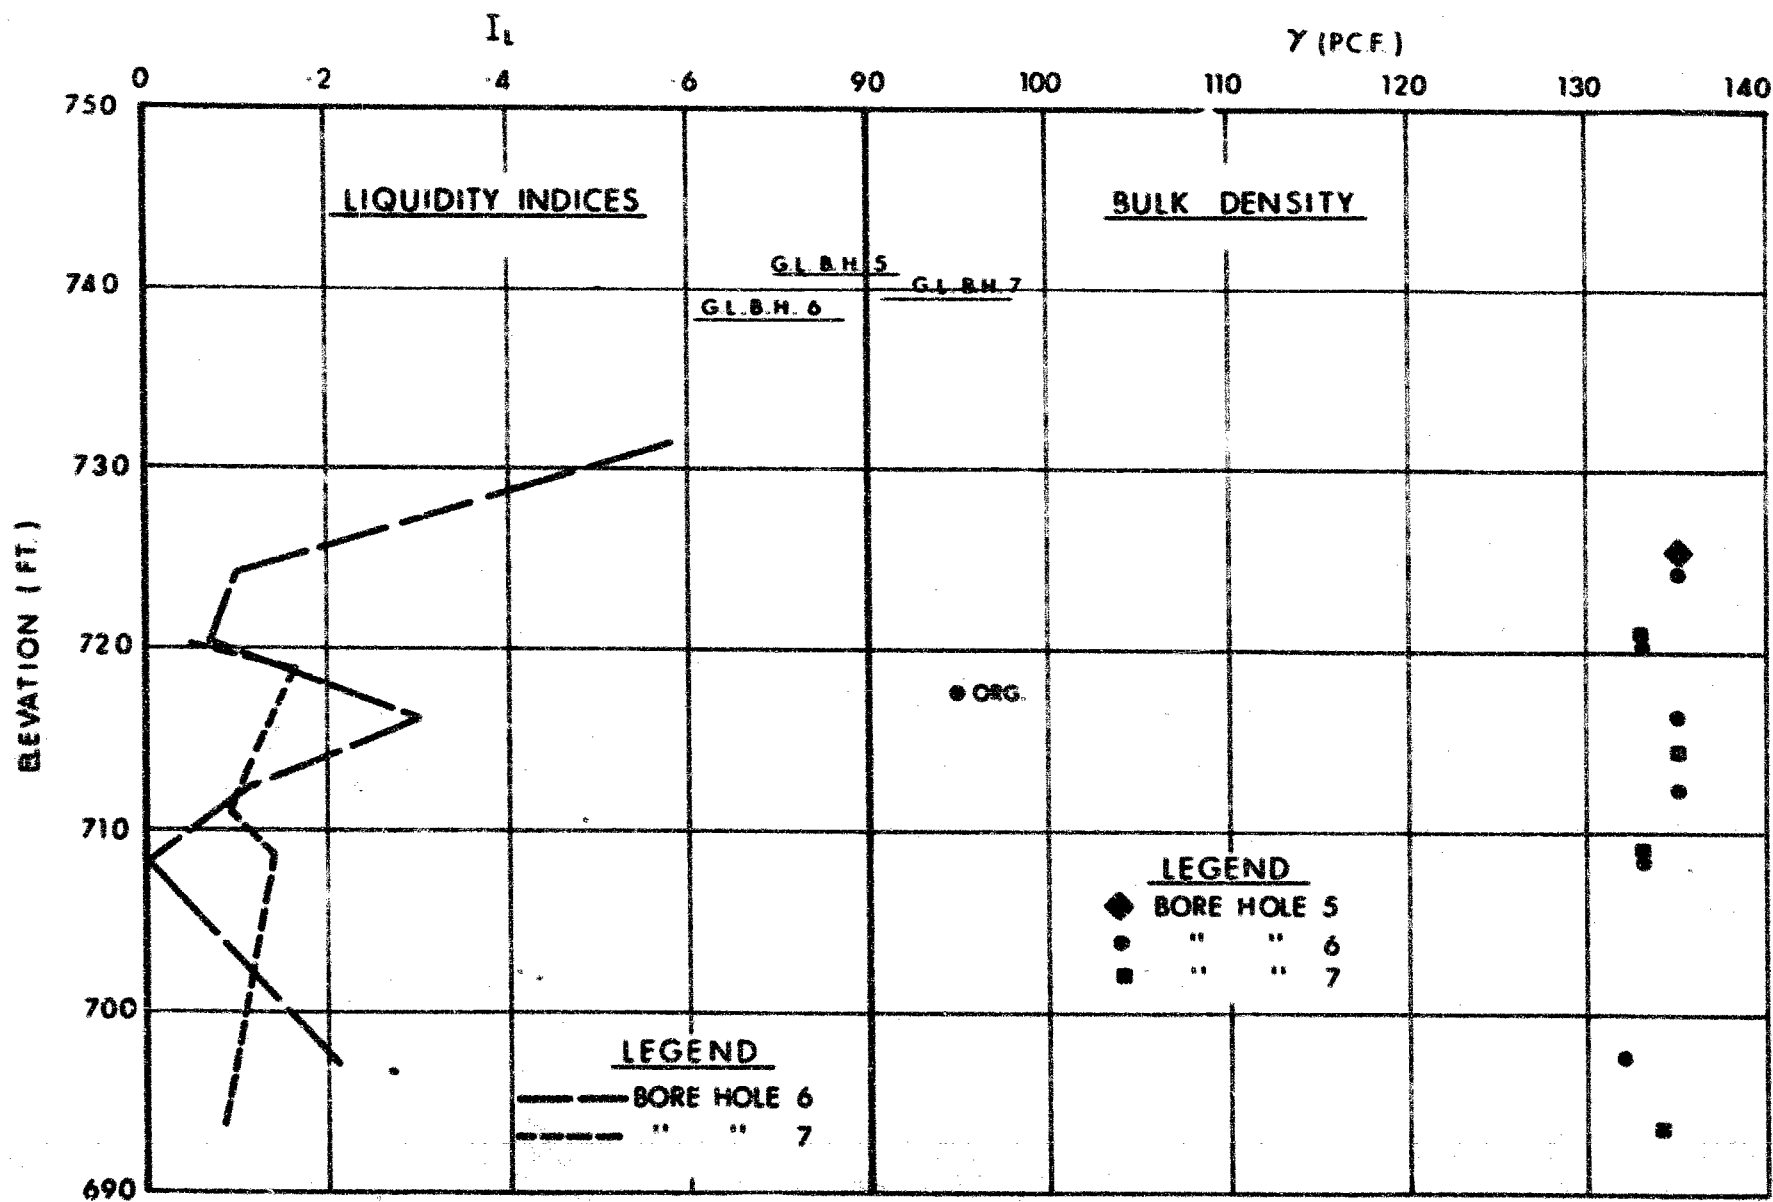 I_L
γ (P.C.F.)
0 .2 .4 .6 90 100 110 120 130 140
750
LIQUIDITY INDICES
BULK DENSITY
G.L. B.H. 5
740
G.L. B.H. 7
G.L. B.H. 6
730
ELEVATION (FT.)
720
ORG.
710
LEGEND
BORE HOLE 5
" " 6
" " 7
700
LEGEND
BORE HOLE 6
" " 7
690